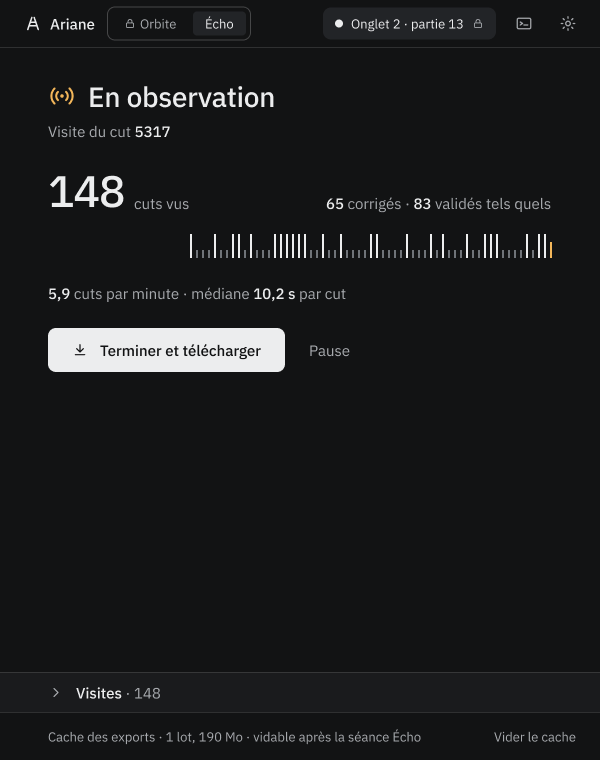 Ariane Orbite Écho Onglet 2 · partie 13
En observation
Visite du cut 5317
148 cuts vus 65 corrigés · 83 validés tels quels
5,9 cuts par minute · médiane 10,2 s par cut
Terminer et télécharger Pause
Visites · 148
Cache des exports · 1 lot, 190 Mo · vidable après la séance Écho Vider le cache